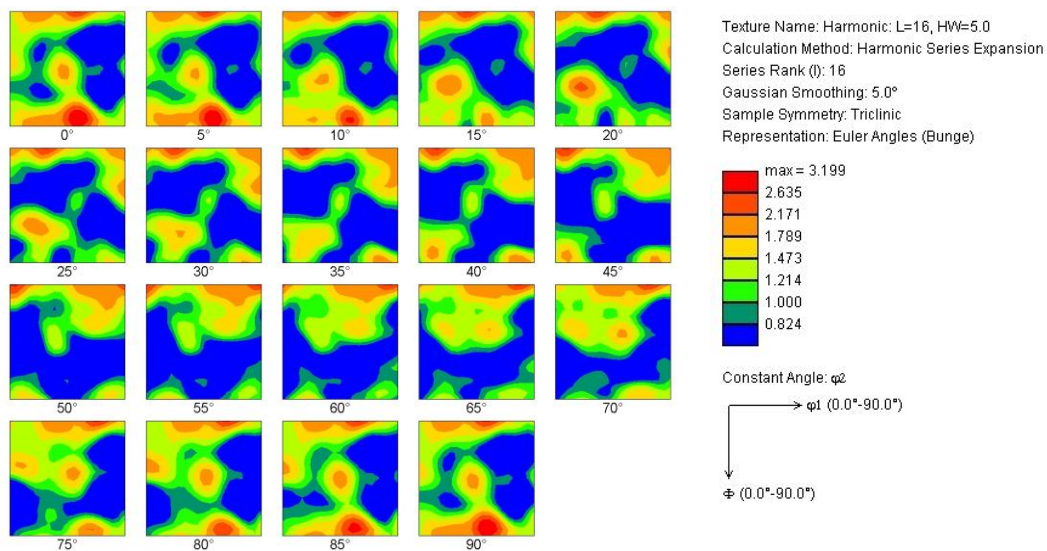 0°
5°
10°
15°
20°
25°
30°
35°
40°
45°
50°
55°
60°
65°
70°
75°
80°
85°
90°
Texture Name: Harmonic: L=16, HW=5.0
Calculation Method: Harmonic Series Expansion
Series Rank (l): 16
Gaussian Smoothing: 5.0°
Sample Symmetry: Triclinic
Representation: Euler Angles (Bunge)
max = 3.199
2.635
2.171
1.789
1.473
1.214
1.000
0.824
Constant Angle: φ2
φ1 (0.0°-90.0°)
Φ (0.0°-90.0°)